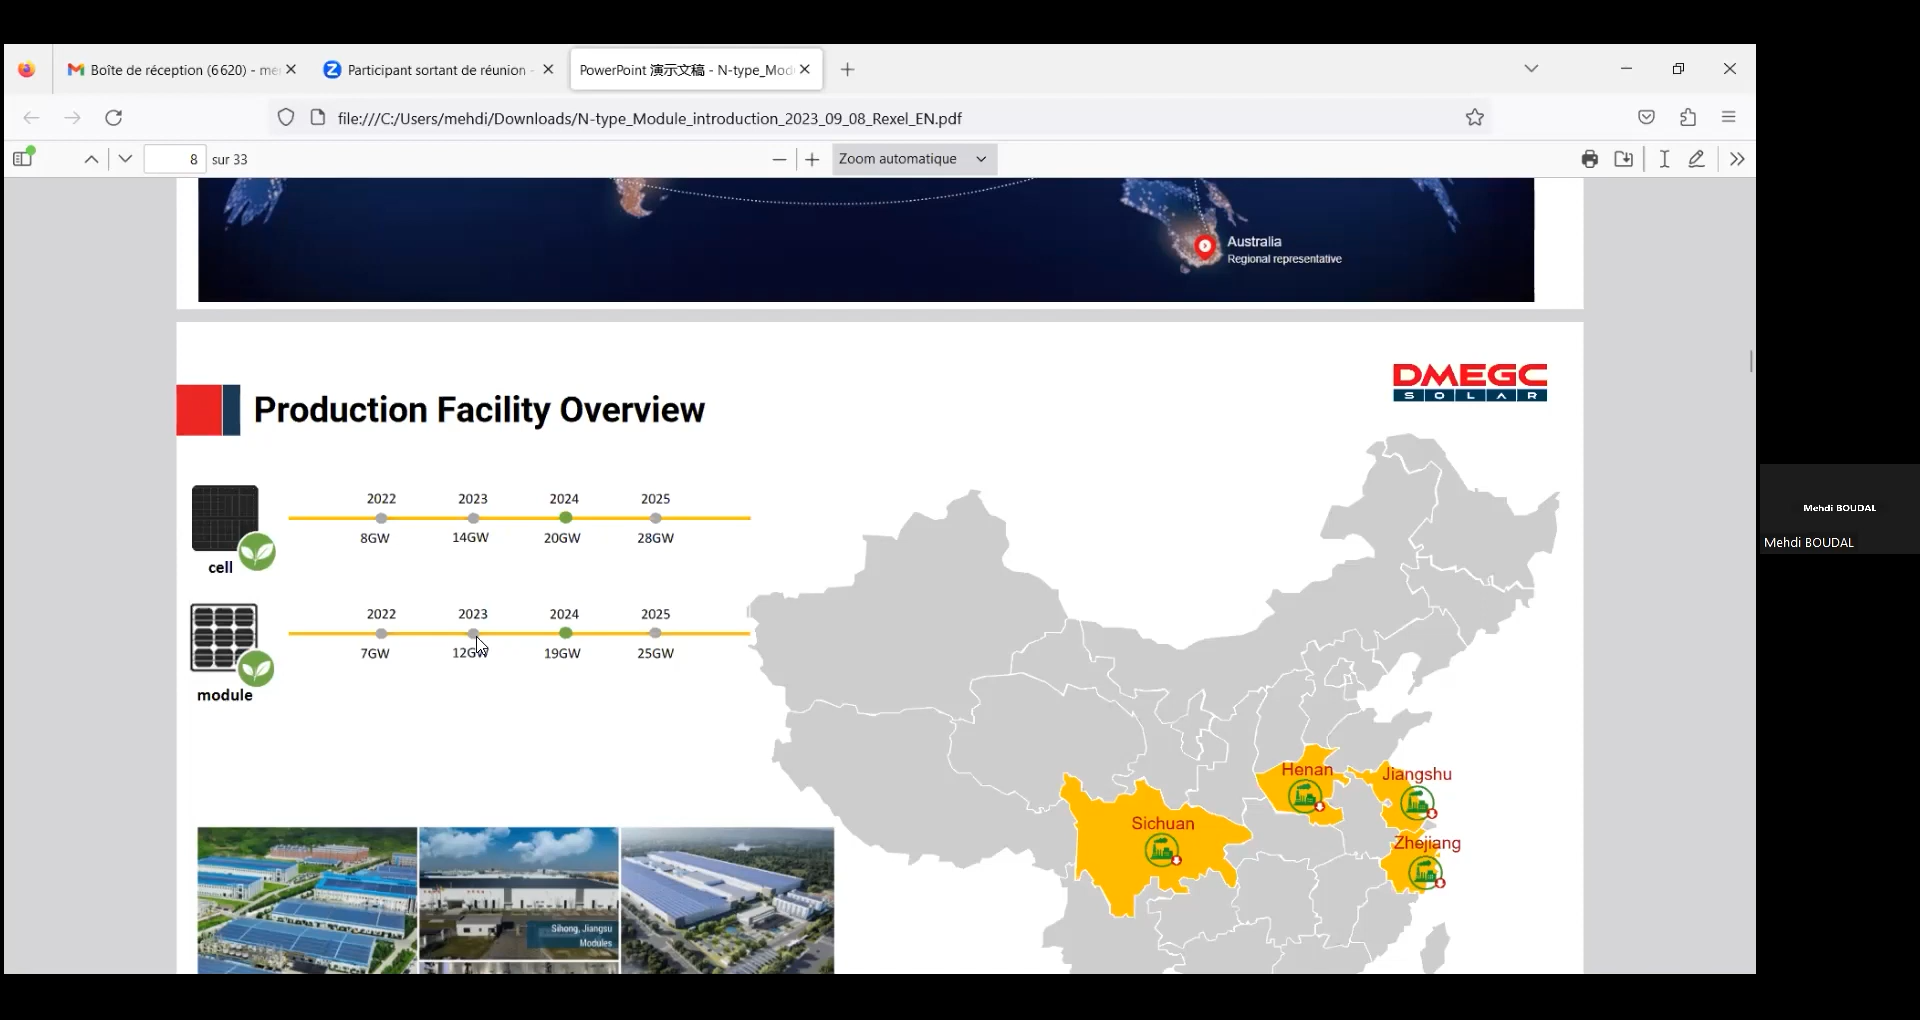 Boîte de réception (6 620) - me
Participant sortant de réunion -
PowerPoint 演示文稿 - N-type_Mod
file:///C:/Users/mehdi/Downloads/N-type_Module_introduction_2023_09_08_Rexel_EN.pdf
8 sur 33
Zoom automatique
Australia
Regional representative
DMEGC
SOLAR
Production Facility Overview
2022 2023 2024 2025
8GW 14GW 20GW 28GW
cell
2022 2023 2024 2025
7GW 12GW 19GW 25GW
module
Henan
Jiangshu
Sichuan
Zhejiang
Sihong, Jiangsu
Modules
Mehdi BOUDAL
Mehdi BOUDAL